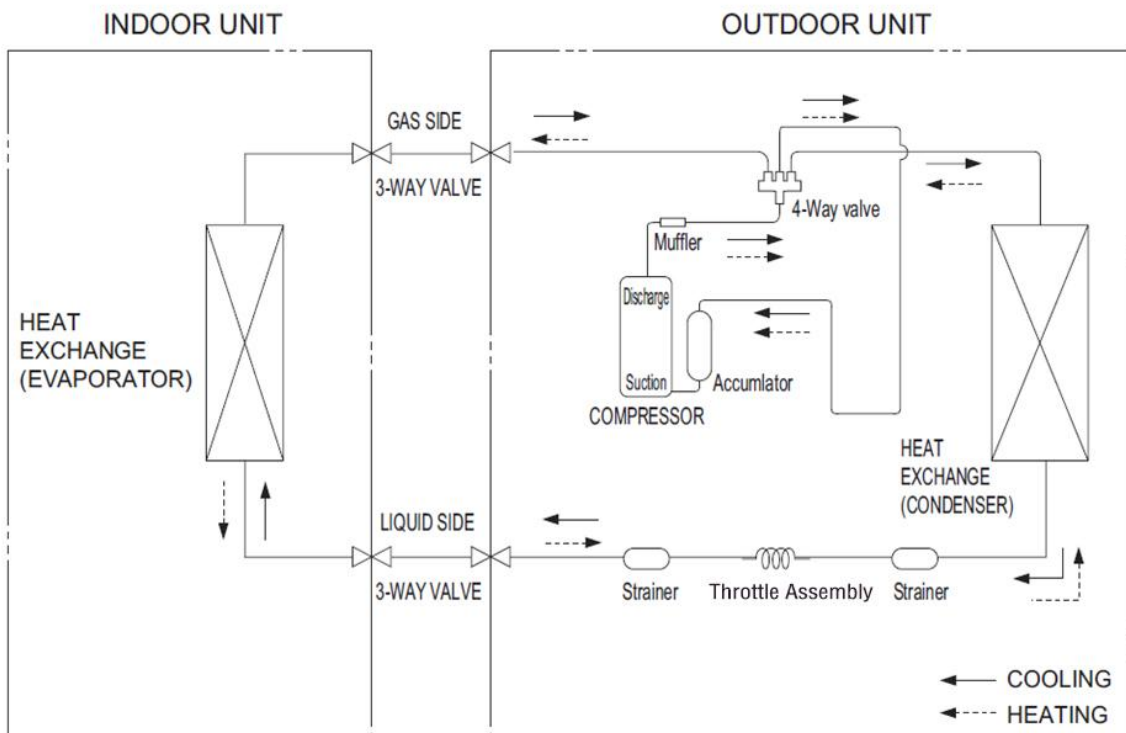 INDOOR UNIT
OUTDOOR UNIT
GAS SIDE
3-WAY VALVE
4-Way valve
Muffler
Discharge
Suction
Accumlator
COMPRESSOR
HEAT
EXCHANGE
(EVAPORATOR)
HEAT
EXCHANGE
(CONDENSER)
LIQUID SIDE
3-WAY VALVE
Strainer
Throttle Assembly
Strainer
COOLING
HEATING